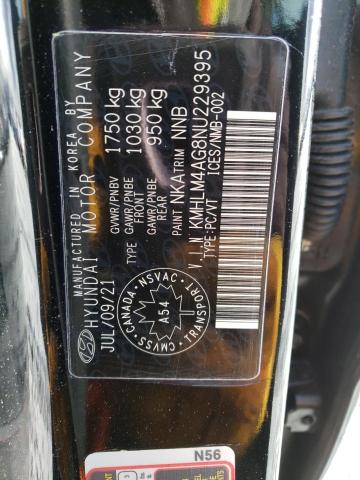 MANUFACTURED IN KOREA BY
HYUNDAI MOTOR COMPANY
JUL/09/21
GVWR/PNBV 1750 kg
TYPE GAWR/PNBE FRONT 1030 kg
GAWR/PNBE REAR 950 kg
PAINT NKA TRIM NNB
V.I.N KMHLM4AG8NU229395
TYPE:PC/VT ICES/NMB-002
CANADA NSVAC TRANSPORT CMVSS
A54
N56